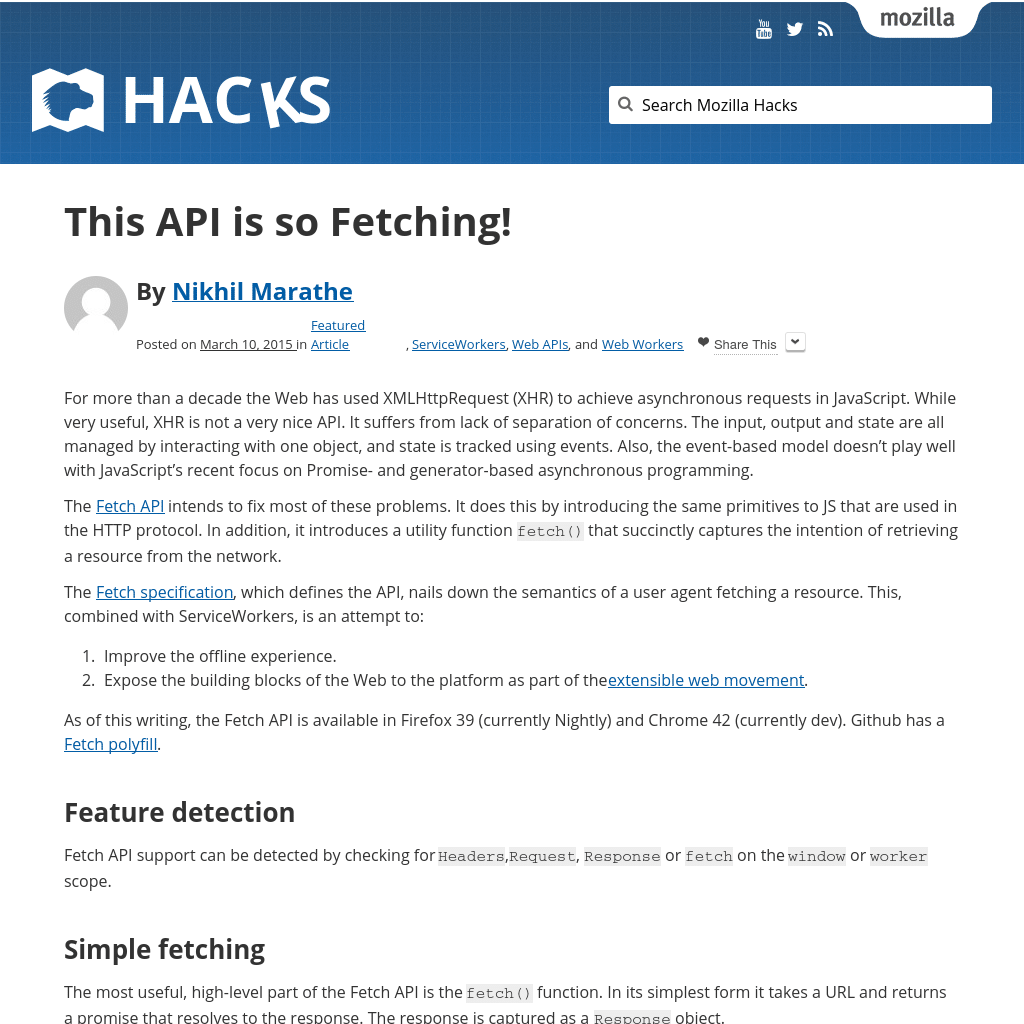 You
Tube
mozilla
HACKS
Search Mozilla Hacks
This API is so Fetching!
By Nikhil Marathe
Posted on March 10, 2015 in Featured Article, ServiceWorkers, Web APIs, and Web Workers
Share This
For more than a decade the Web has used XMLHttpRequest (XHR) to achieve asynchronous requests in JavaScript. While
very useful, XHR is not a very nice API. It suffers from lack of separation of concerns. The input, output and state are all
managed by interacting with one object, and state is tracked using events. Also, the event-based model doesn’t play well
with JavaScript’s recent focus on Promise- and generator-based asynchronous programming.
The Fetch API intends to fix most of these problems. It does this by introducing the same primitives to JS that are used in
the HTTP protocol. In addition, it introduces a utility function fetch() that succinctly captures the intention of retrieving
a resource from the network.
The Fetch specification, which defines the API, nails down the semantics of a user agent fetching a resource. This,
combined with ServiceWorkers, is an attempt to:
1. Improve the offline experience.
2. Expose the building blocks of the Web to the platform as part of the extensible web movement.
As of this writing, the Fetch API is available in Firefox 39 (currently Nightly) and Chrome 42 (currently dev). Github has a
Fetch polyfill.
Feature detection
Fetch API support can be detected by checking for Headers,Request, Response or fetch on the window or worker
scope.
Simple fetching
The most useful, high-level part of the Fetch API is the fetch() function. In its simplest form it takes a URL and returns
a promise that resolves to the response. The response is captured as a Response object.